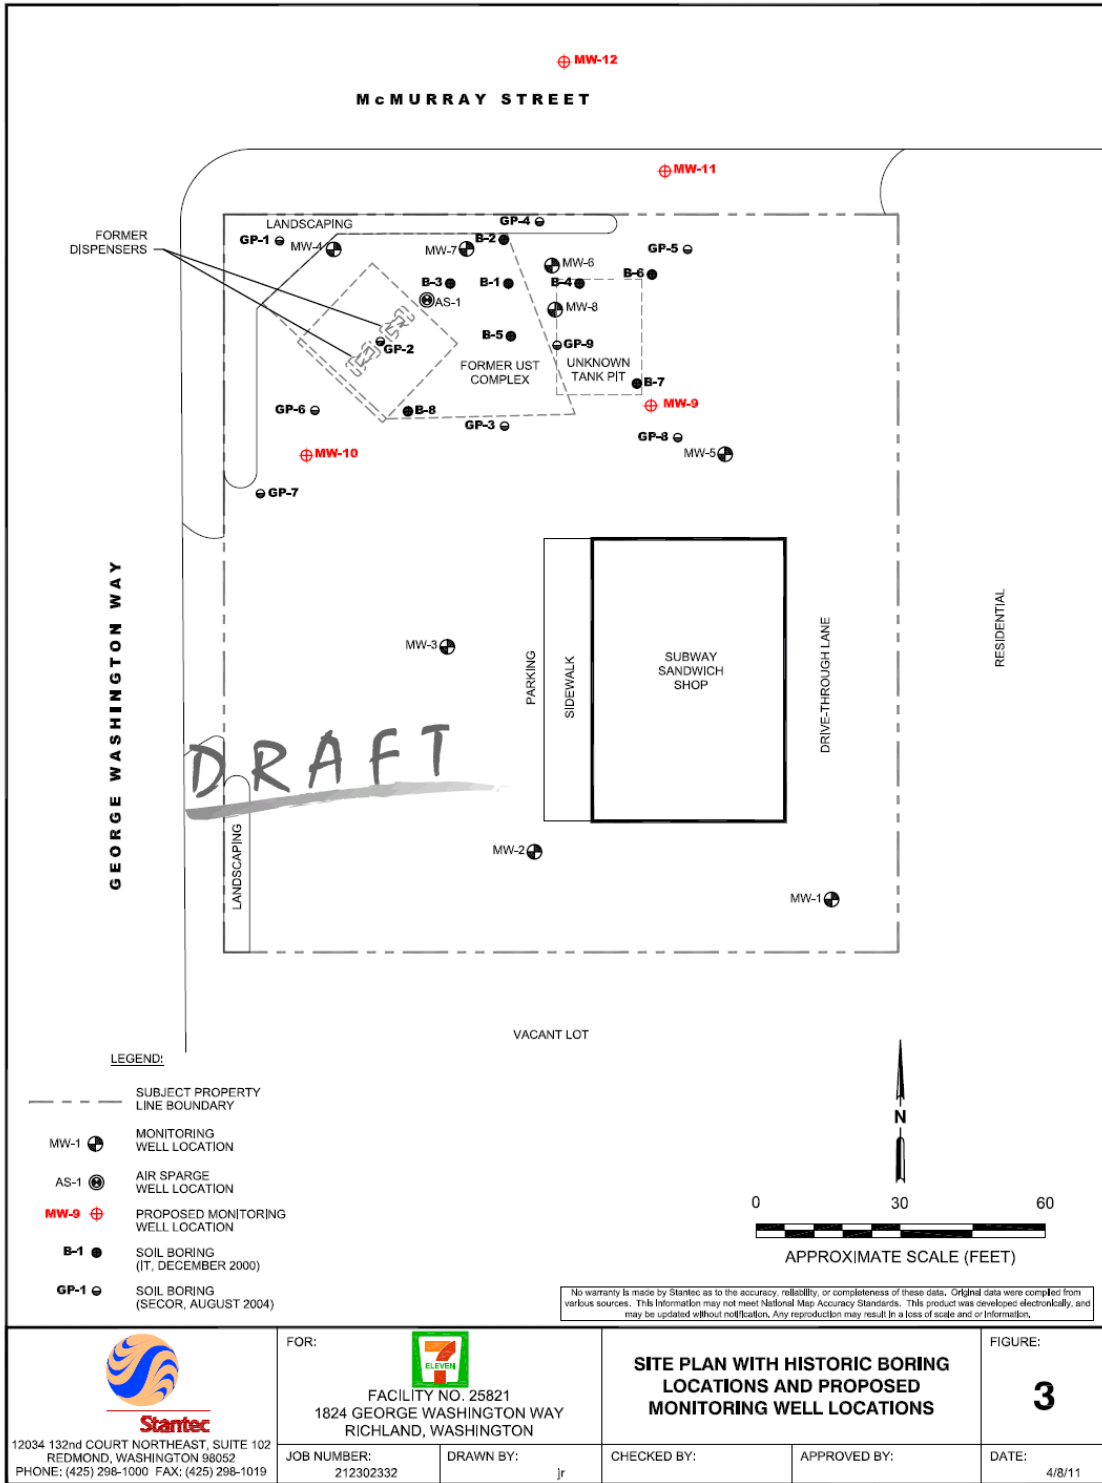 MW-12
McMURRAY STREET
MW-11
LANDSCAPING
GP-4
FORMER
DISPENSERS
GP-1
MW-4
MW-7
B-2
GP-5
MW-6
B-6
B-3
B-1
B-4
AS-1
MW-8
B-5
GP-2
GP-9
FORMER UST
COMPLEX
UNKNOWN
TANK PIT
B-7
GP-6
B-8
MW-9
GP-3
GP-8
MW-10
MW-5
GP-7
GEORGE WASHINGTON WAY
MW-3
PARKING
SIDEWALK
SUBWAY
SANDWICH
SHOP
DRIVE-THROUGH LANE
RESIDENTIAL
DRAFT
LANDSCAPING
MW-2
MW-1
VACANT LOT
LEGEND:
SUBJECT PROPERTY
LINE BOUNDARY
MW-1
MONITORING
WELL LOCATION
AS-1
AIR SPARGE
WELL LOCATION
MW-9
PROPOSED MONITORING
WELL LOCATION
B-1
SOIL BORING
(IT, DECEMBER 2000)
GP-1
SOIL BORING
(SECOR, AUGUST 2004)
N
0 30 60
APPROXIMATE SCALE (FEET)
No warranty is made by Stantec as to the accuracy, reliability, or completeness of these data. Original data were compiled from
various sources. This information may not meet National Map Accuracy Standards. This product was developed electronically, and
may be updated without notification. Any reproduction may result in a loss of scale and or information.
Stantec
12034 132nd COURT NORTHEAST, SUITE 102
REDMOND, WASHINGTON 98052
PHONE: (425) 298-1000 FAX: (425) 298-1019
FOR:
7
ELEVEN
FACILITY NO. 25821
1824 GEORGE WASHINGTON WAY
RICHLAND, WASHINGTON
SITE PLAN WITH HISTORIC BORING
LOCATIONS AND PROPOSED
MONITORING WELL LOCATIONS
FIGURE:
3
JOB NUMBER:
212302332
DRAWN BY:
jr
CHECKED BY:
APPROVED BY:
DATE:
4/8/11